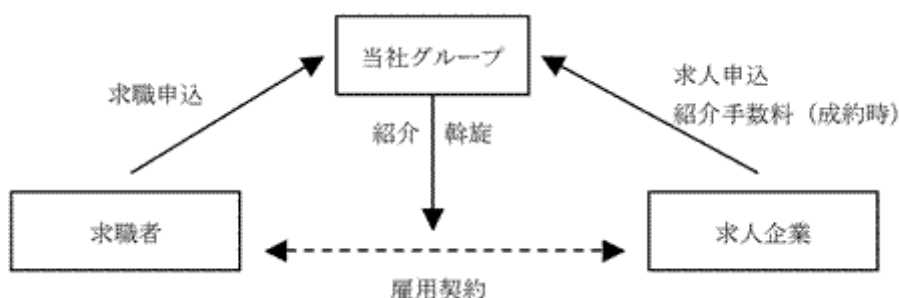 当社グループ
求職申込
求人申込
紹介手数料（成約時）
紹介 斡旋
求職者
求人企業
雇用契約